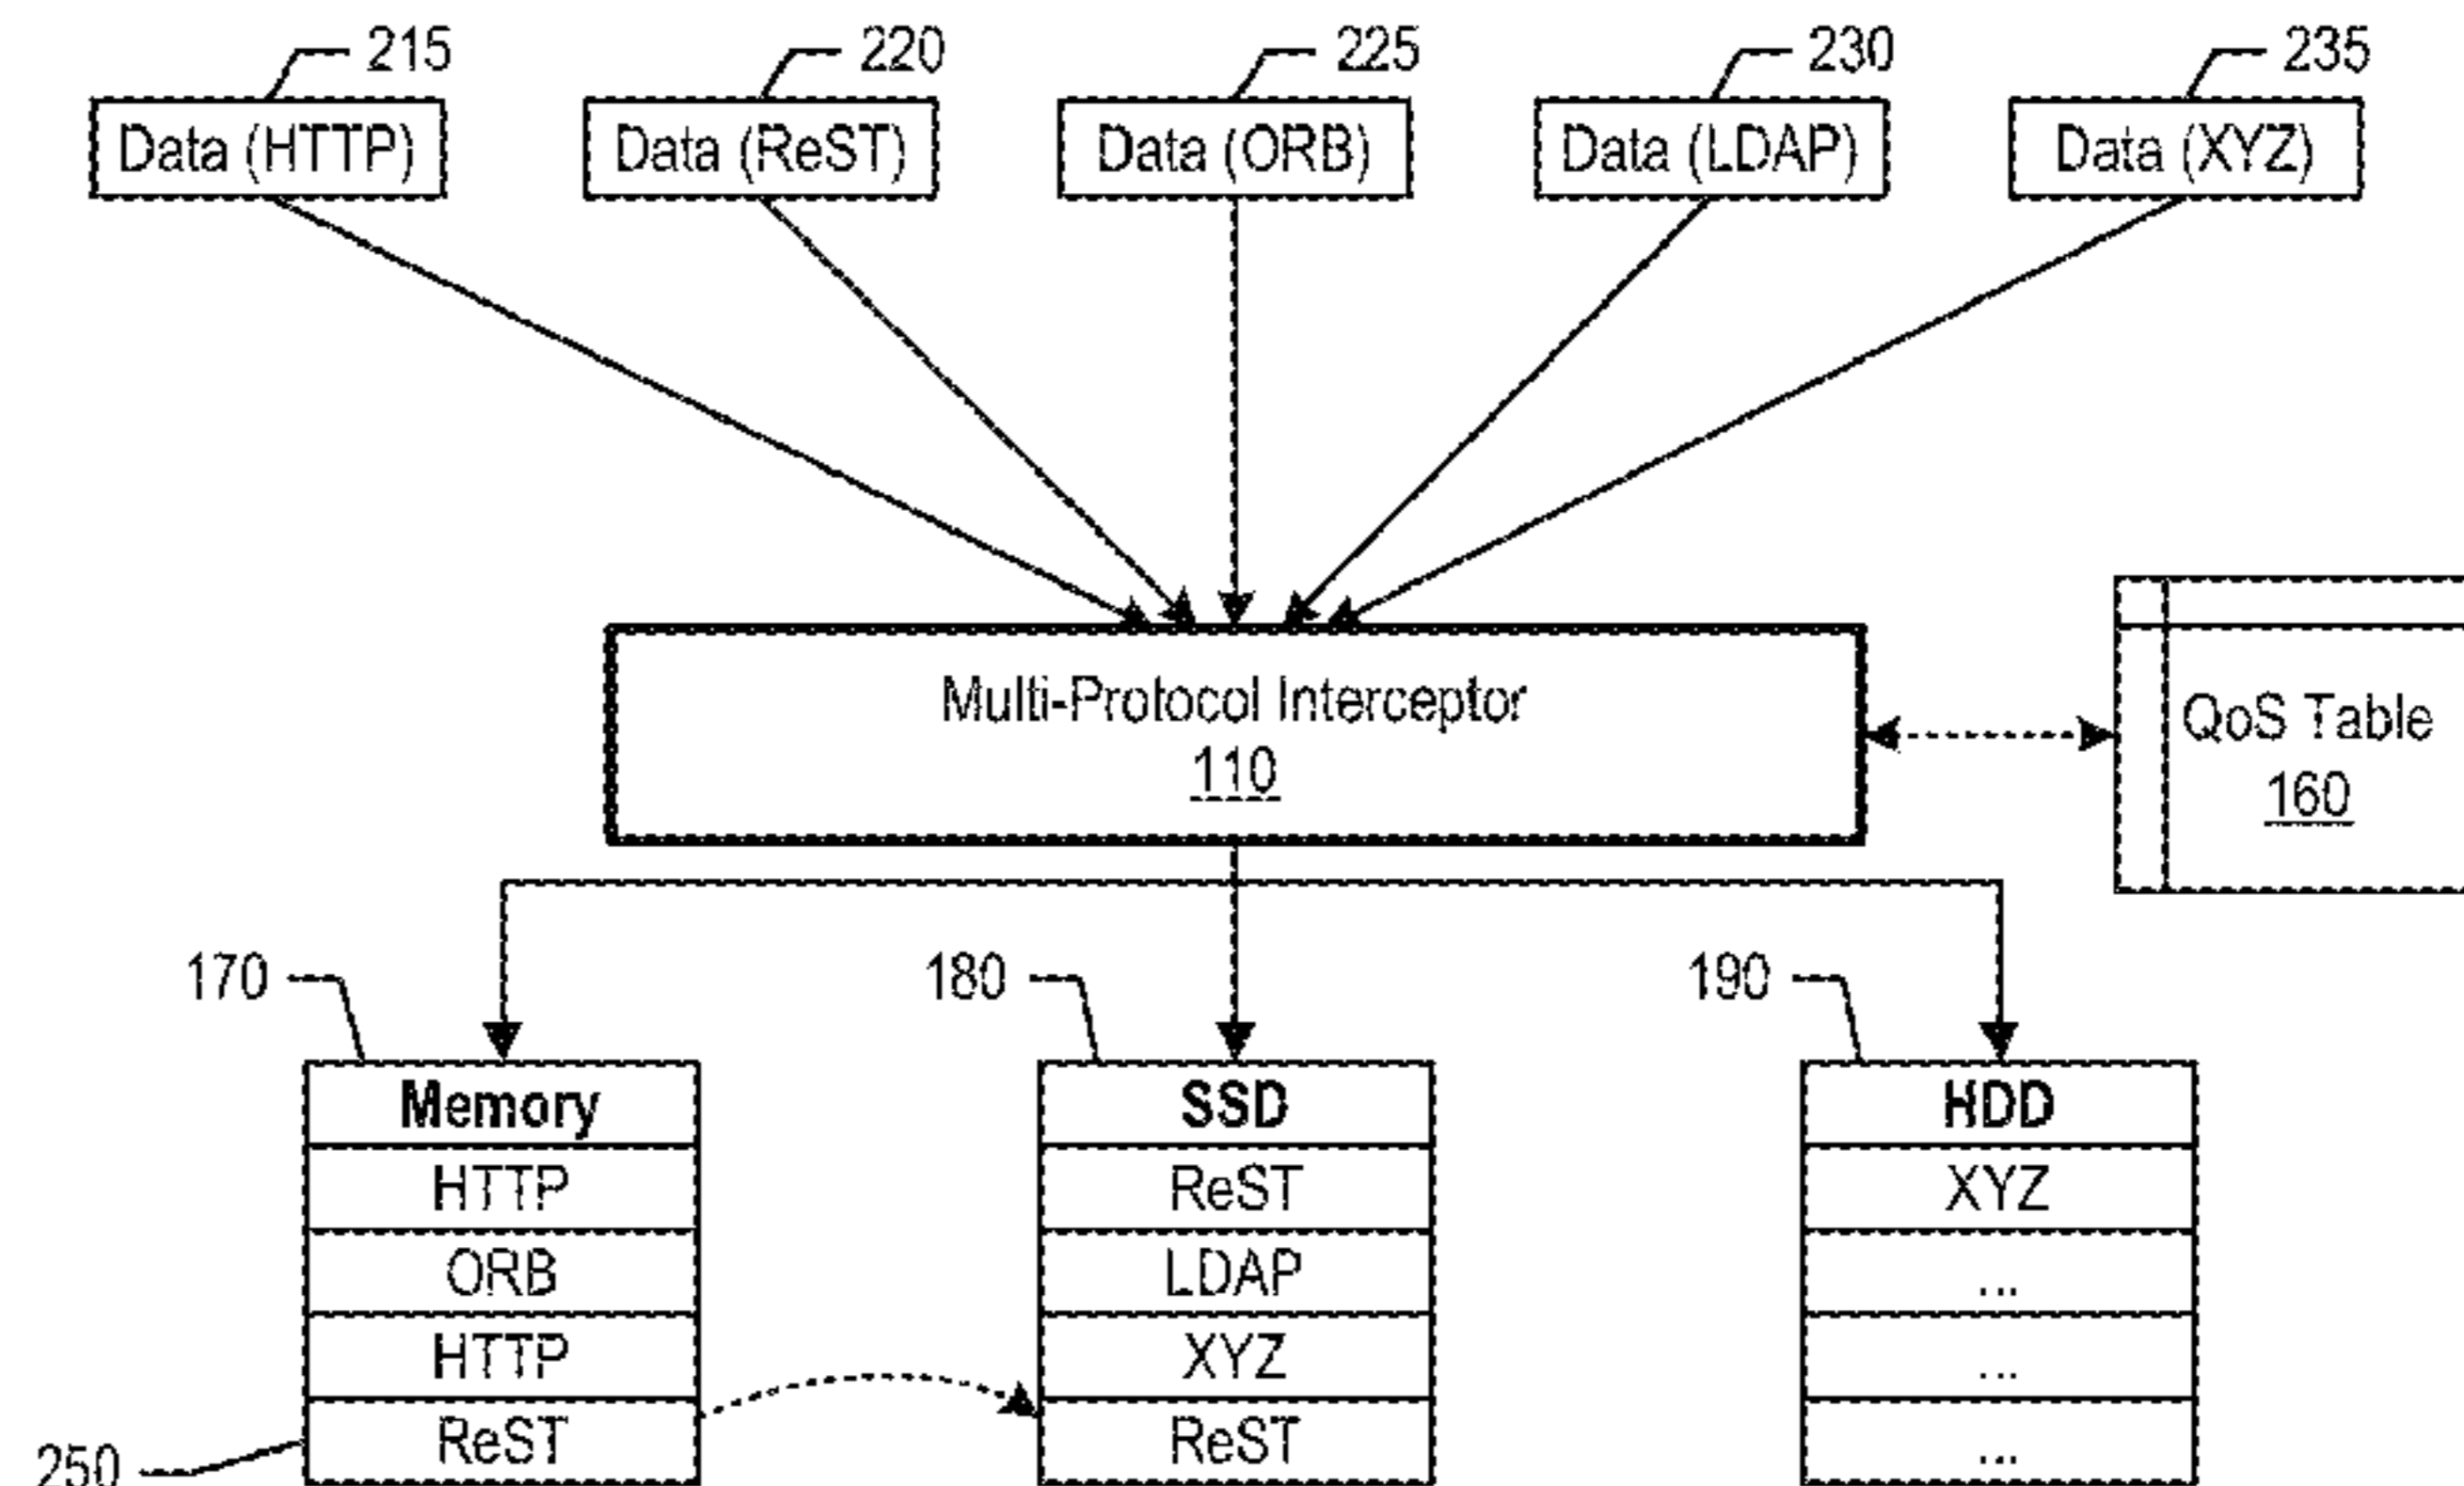 215 220 225 230 235
Data (HTTP) Data (ReST) Data (ORB) Data (LDAP) Data (XYZ)
Multi-Protocol Interceptor
110
QoS Table
160
170 180 190
Memory SSD HDD
HTTP ReST XYZ
ORB LDAP ...
HTTP XYZ ...
ReST ReST ...
250